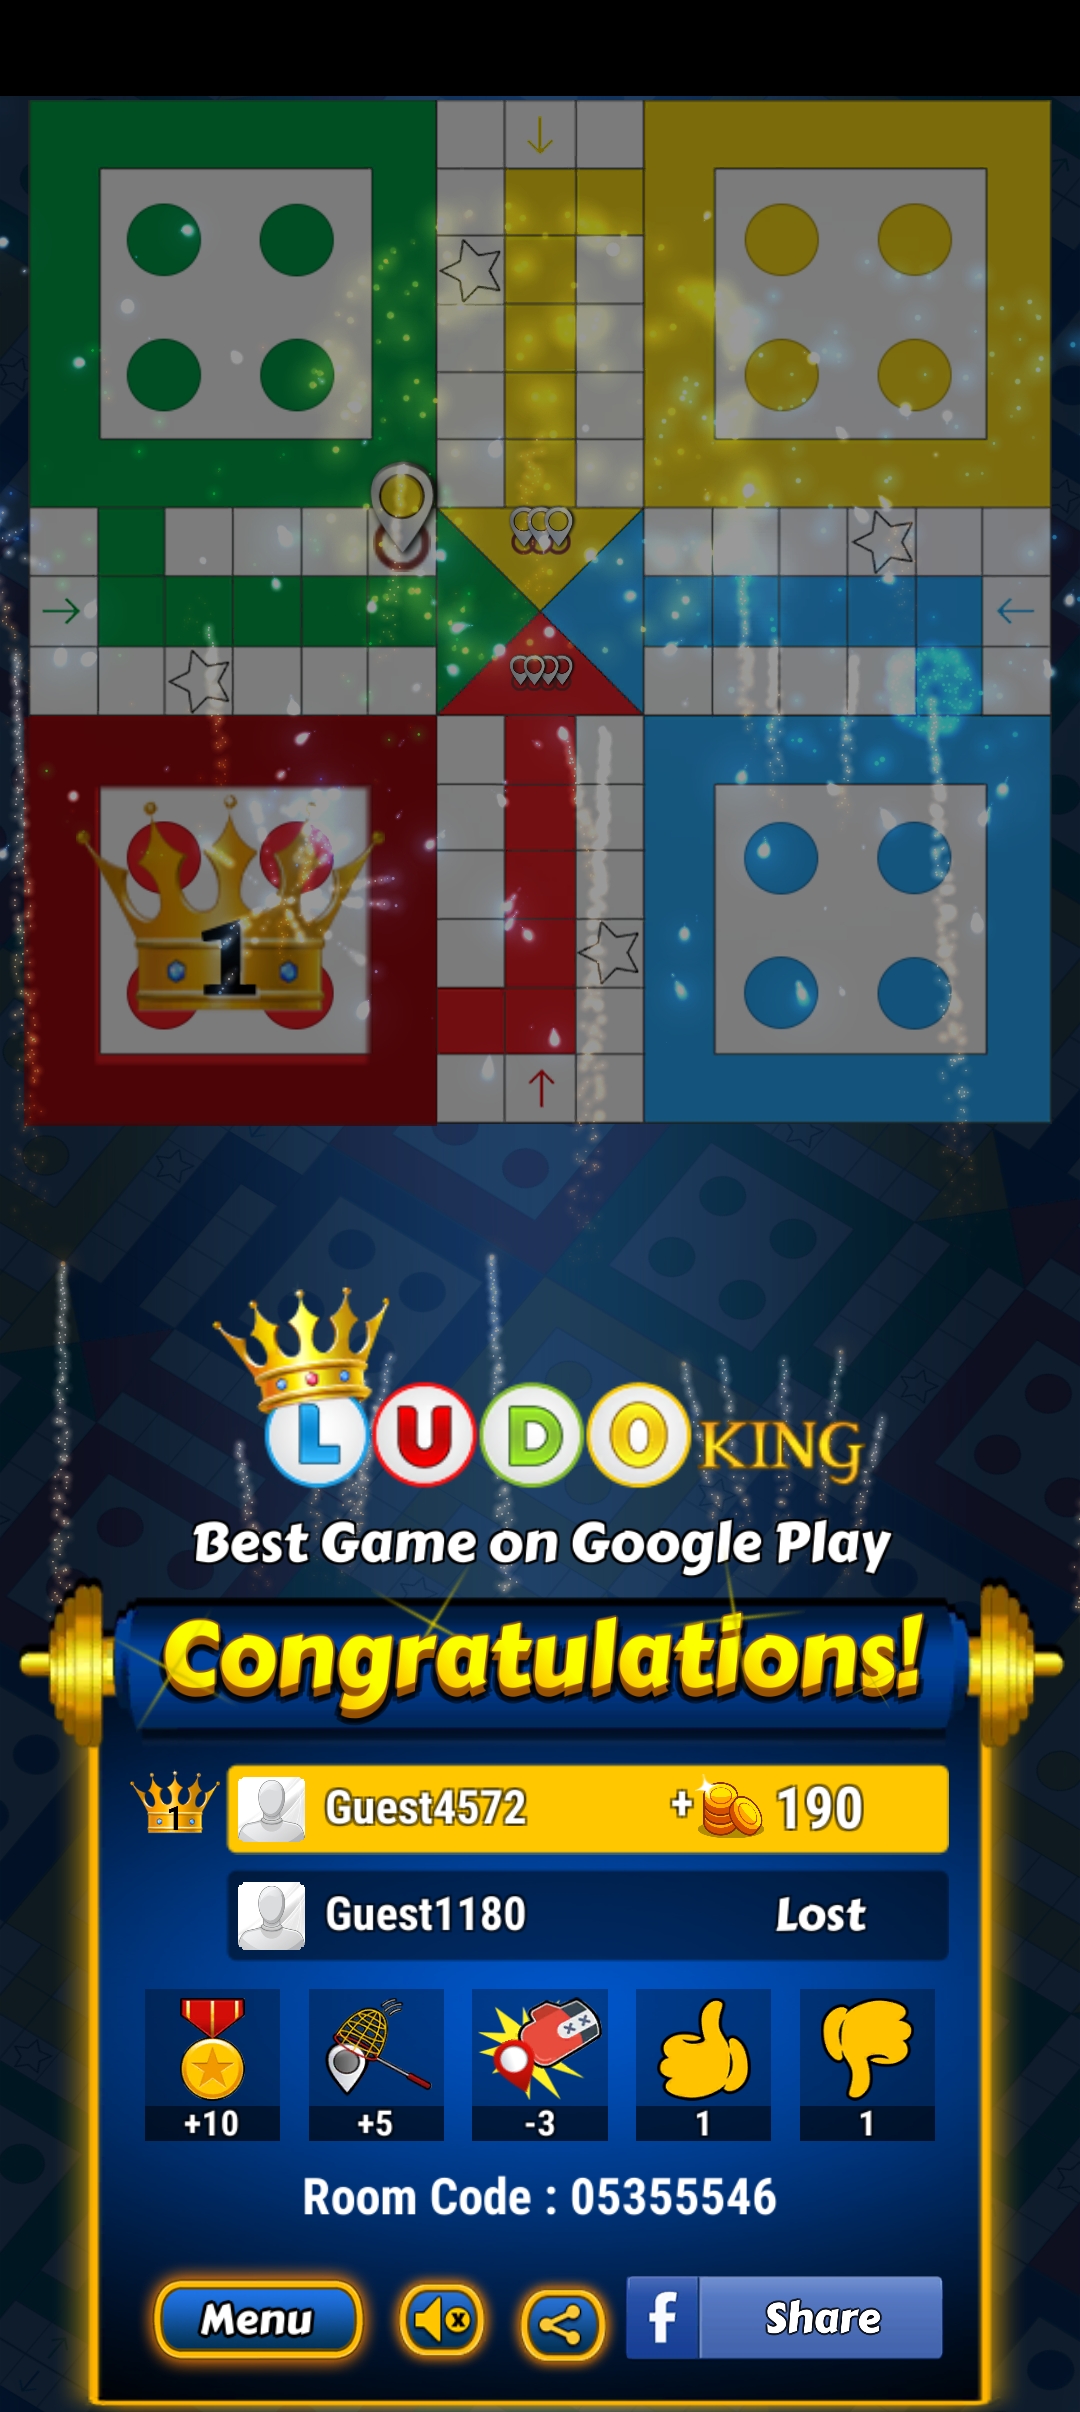 1
LUDO KING
Best Game on Google Play
Congratulations!
1 Guest4572 + 190
Guest1180 Lost
+10 +5 -3 1 1
Room Code : 05355546
Menu x f Share